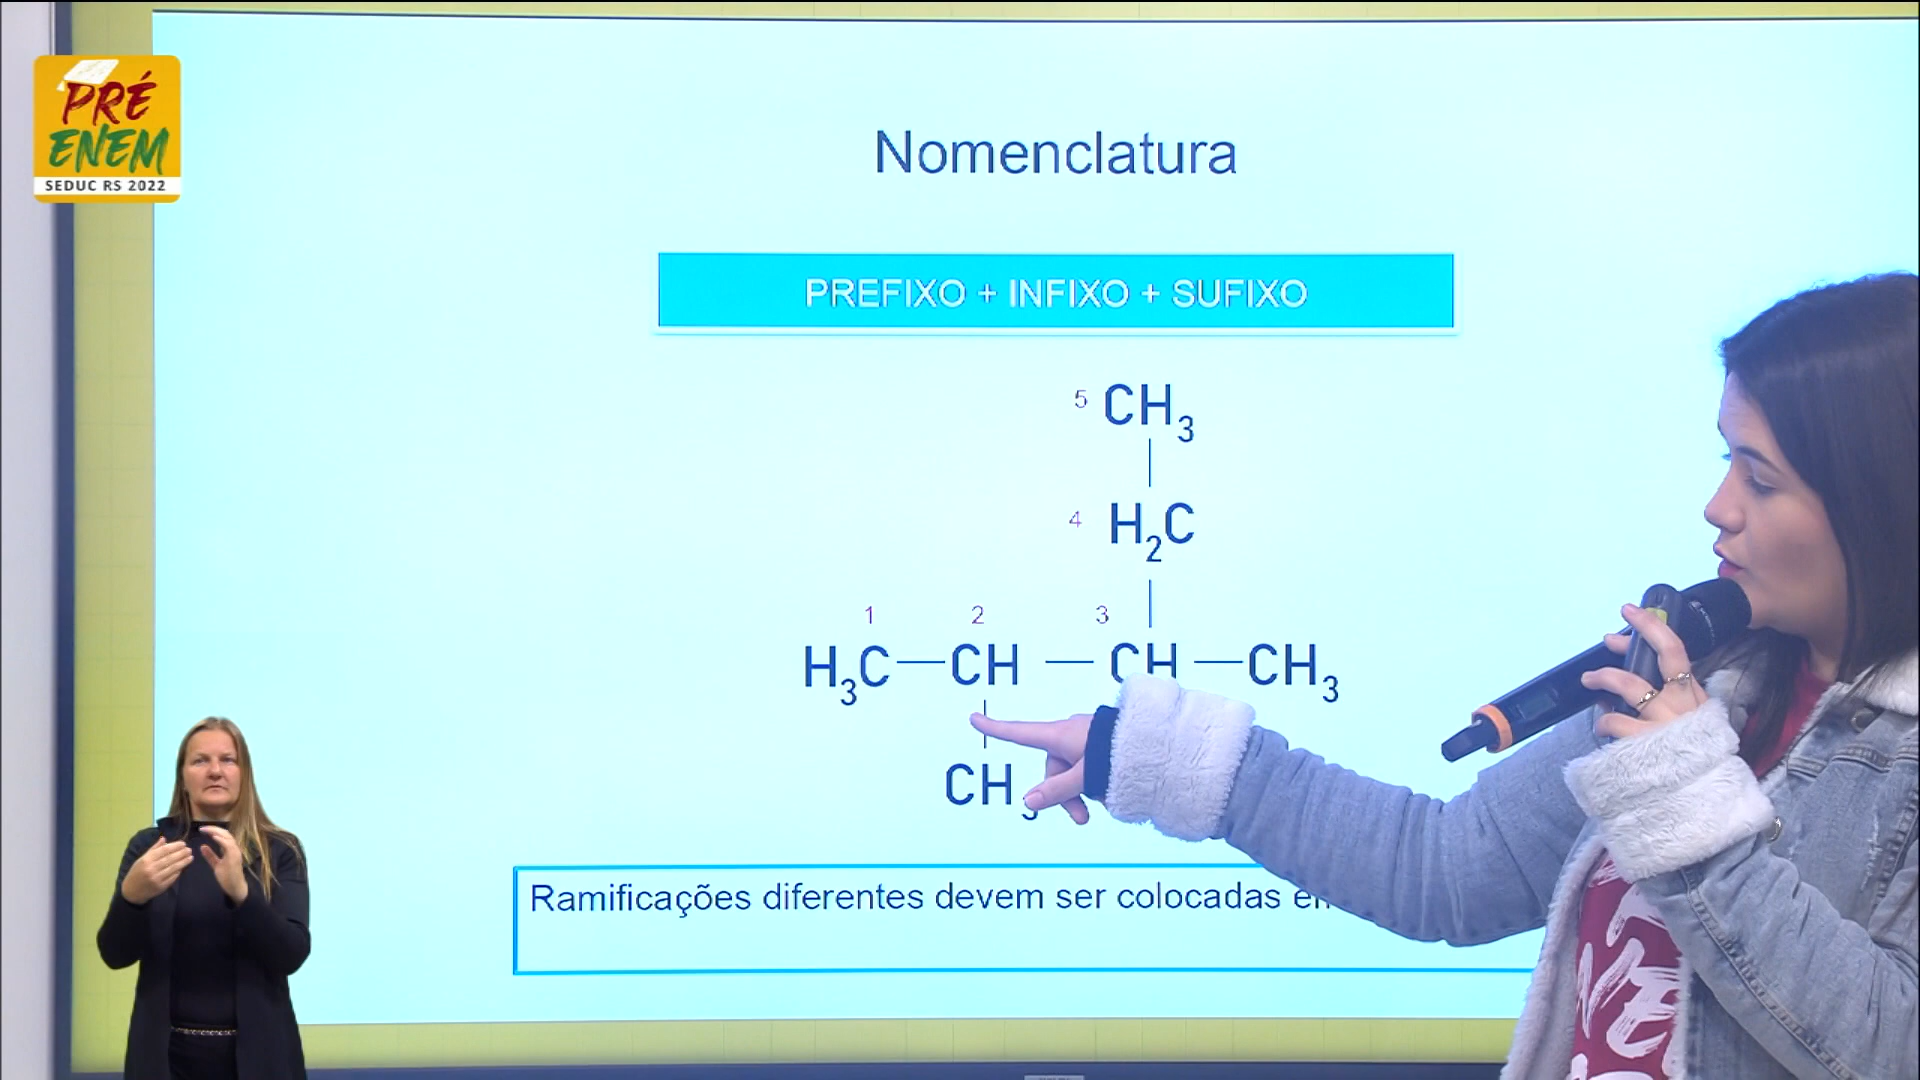 PRÉ
ENEM
SEDUC RS 2022
Nomenclatura
PREFIXO + INFIXO + SUFIXO
5 CH3
4 H2C
1 2 3
H3C — CH — CH — CH3
CH3
Ramificações diferentes devem ser colocadas